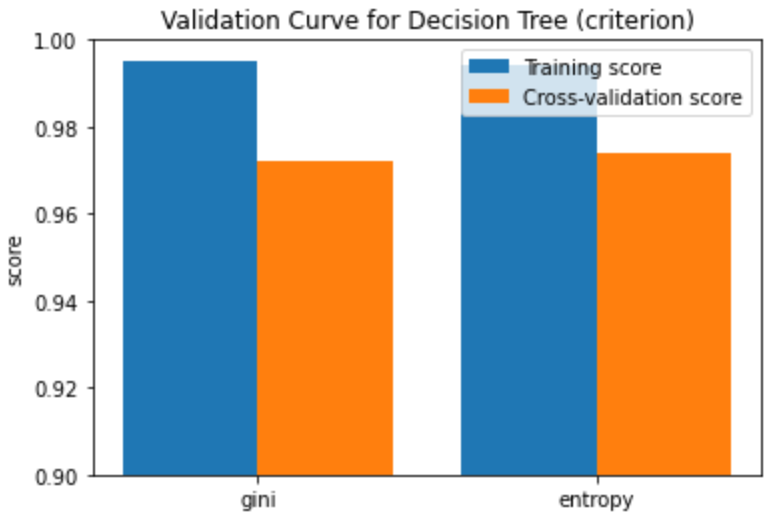 Validation Curve for Decision Tree (criterion)
1.00
0.98
0.96
0.94
0.92
0.90
score
Training score
Cross-validation score
gini
entropy